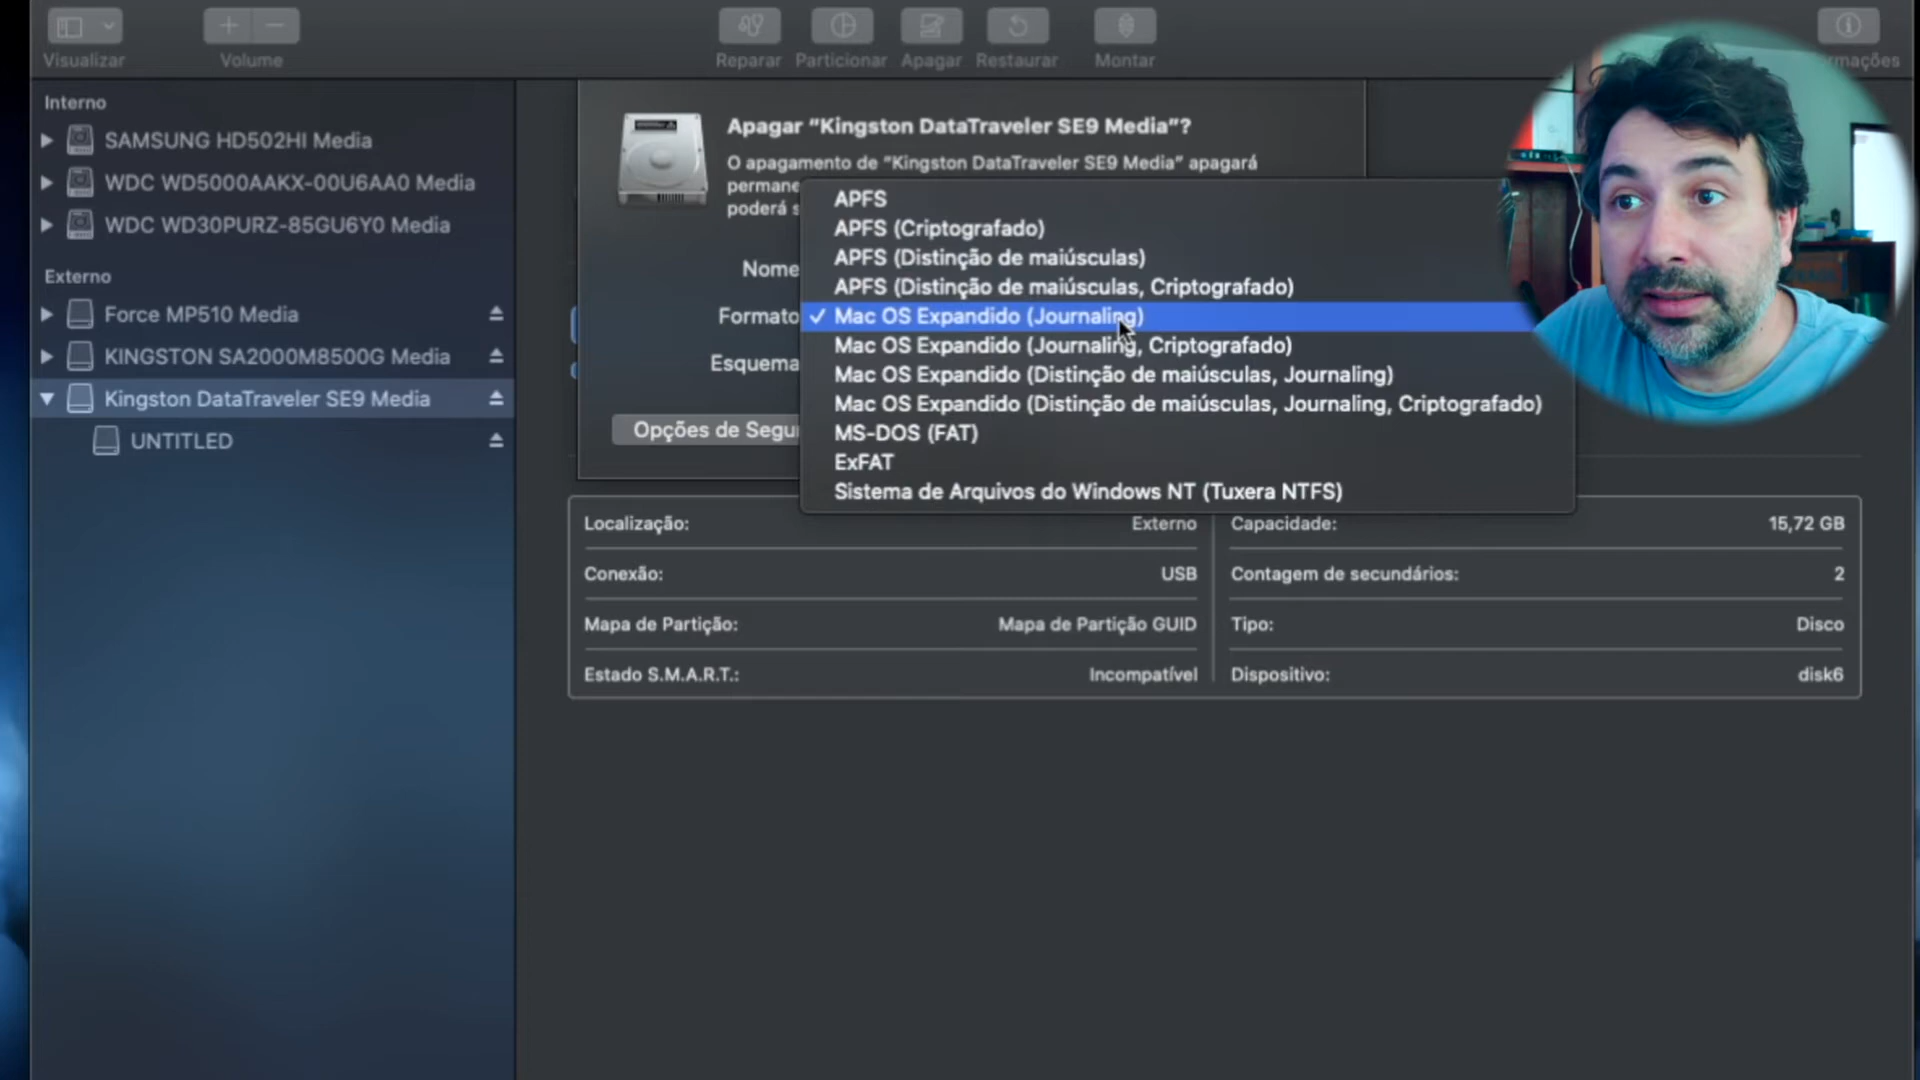 Visualizar
Volume
Reparar
Particionar
Apagar
Restaurar
Montar
mações
Interno
SAMSUNG HD502HI Media
WDC WD5000AAKX-00U6AA0 Media
WDC WD30PURZ-85GU6Y0 Media
Externo
Force MP510 Media
KINGSTON SA2000M8500G Media
Kingston DataTraveler SE9 Media
UNTITLED
Apagar “Kingston DataTraveler SE9 Media”?
O apagamento de “Kingston DataTraveler SE9 Media” apagará
permane
poderá s
Nome
Formato
Esquema
Opções de Segu
APFS
APFS (Criptografado)
APFS (Distinção de maiúsculas)
APFS (Distinção de maiúsculas, Criptografado)
✓ Mac OS Expandido (Journaling)
Mac OS Expandido (Journaling, Criptografado)
Mac OS Expandido (Distinção de maiúsculas, Journaling)
Mac OS Expandido (Distinção de maiúsculas, Journaling, Criptografado)
MS-DOS (FAT)
ExFAT
Sistema de Arquivos do Windows NT (Tuxera NTFS)
Localização: Externo
Capacidade: 15,72 GB
Conexão: USB
Contagem de secundários: 2
Mapa de Partição: Mapa de Partição GUID
Tipo: Disco
Estado S.M.A.R.T.: Incompatível
Dispositivo: disk6